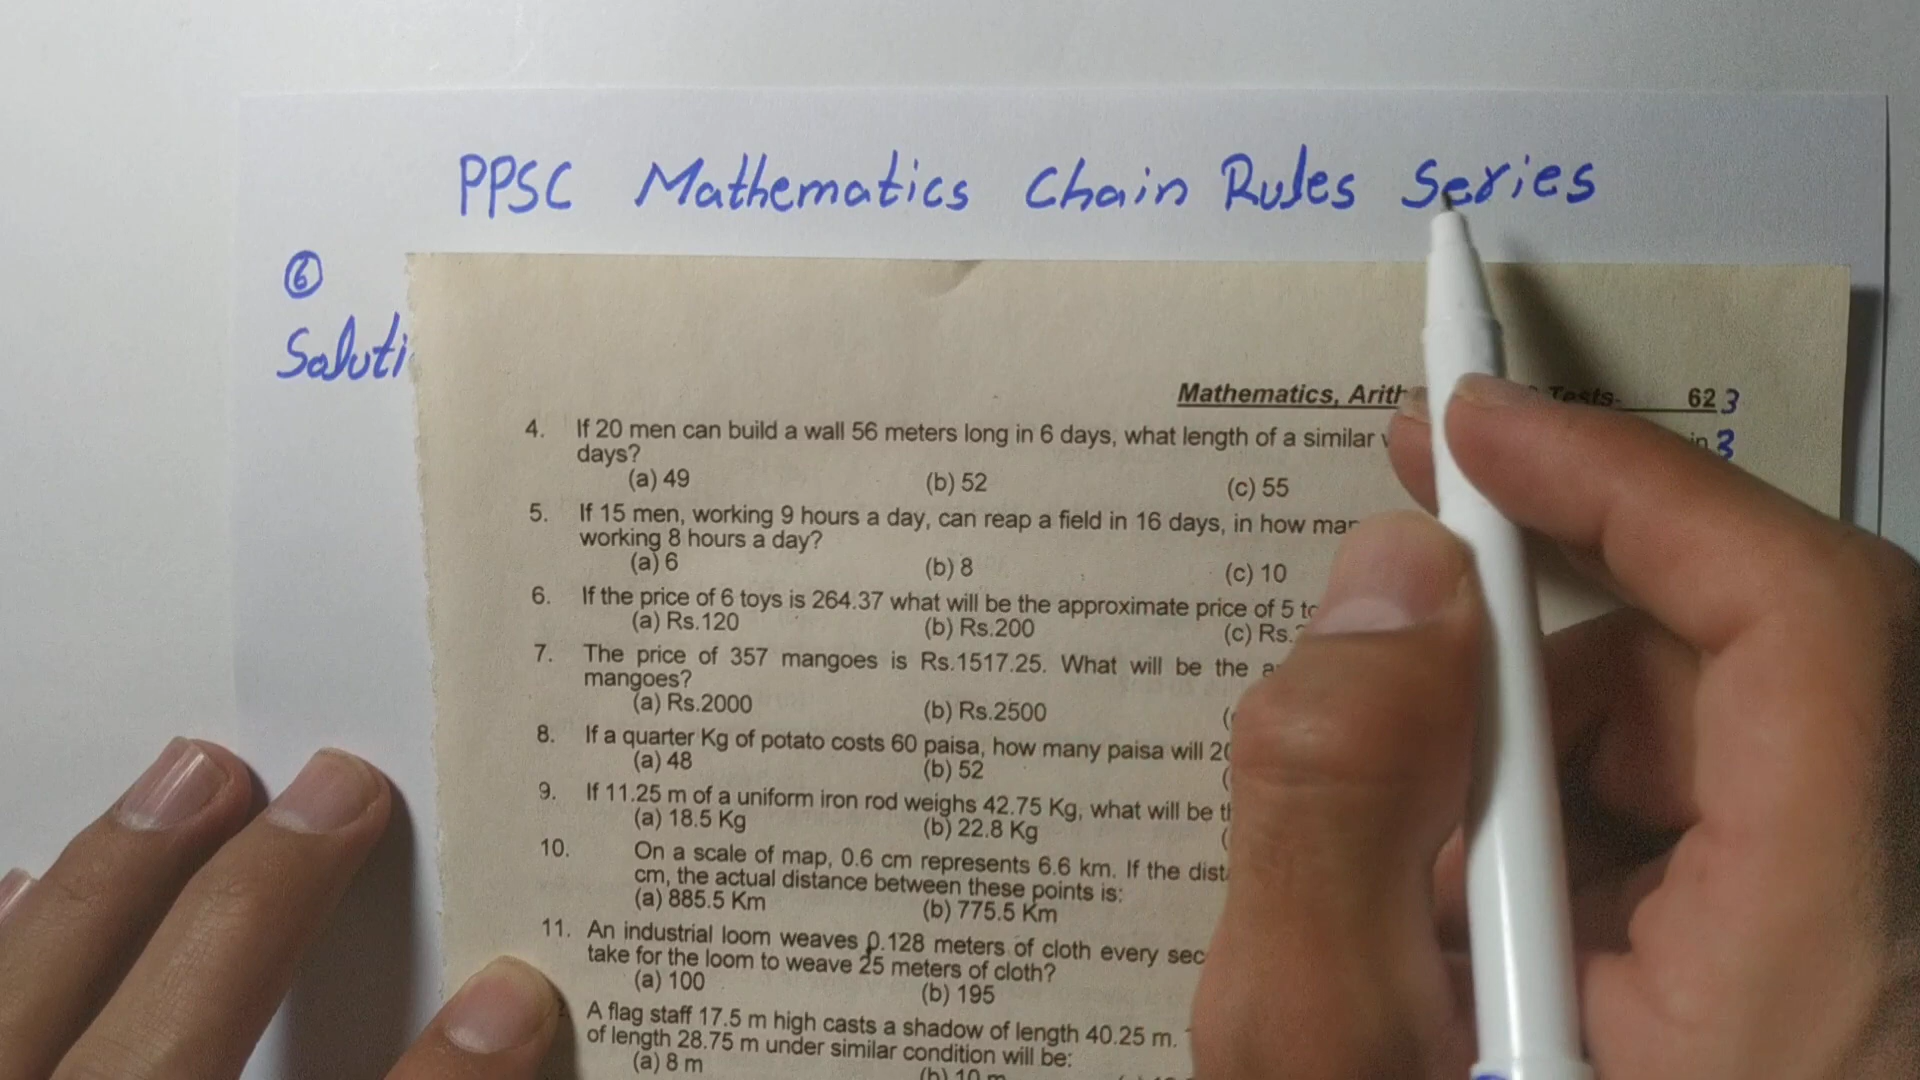 PPSC Mathematics Chain Rules Series
6
Soluti
Mathematics, Arith Tests- 623
4. If 20 men can build a wall 56 meters long in 6 days, what length of a similar in 3
days?
(a) 49 (b) 52 (c) 55
5. If 15 men, working 9 hours a day, can reap a field in 16 days, in how
working 8 hours a day?
(a) 6 (b) 8 (c) 10
6. If the price of 6 toys is 264.37 what will be the approximate price of 5
(a) Rs.120 (b) Rs.200 (c) Rs.
7. The price of 357 mangoes is Rs.1517.25. What will be the
mangoes?
(a) Rs.2000 (b) Rs.2500
8. If a quarter Kg of potato costs 60 paisa, how many paisa will
(a) 48 (b) 52
9. If 11.25 m of a uniform iron rod weighs 42.75 Kg, what will be
(a) 18.5 Kg (b) 22.8 Kg
10. On a scale of map, 0.6 cm represents 6.6 km. If the
cm, the actual distance between these points is:
(a) 885.5 Km (b) 775.5 Km
11. An industrial loom weaves 0.128 meters of cloth every
take for the loom to weave 25 meters of cloth?
(a) 100 (b) 195
A flag staff 17.5 m high casts a shadow of length 40.25 m.
of length 28.75 m under similar condition will be:
(a) 8 m (b) 10 m